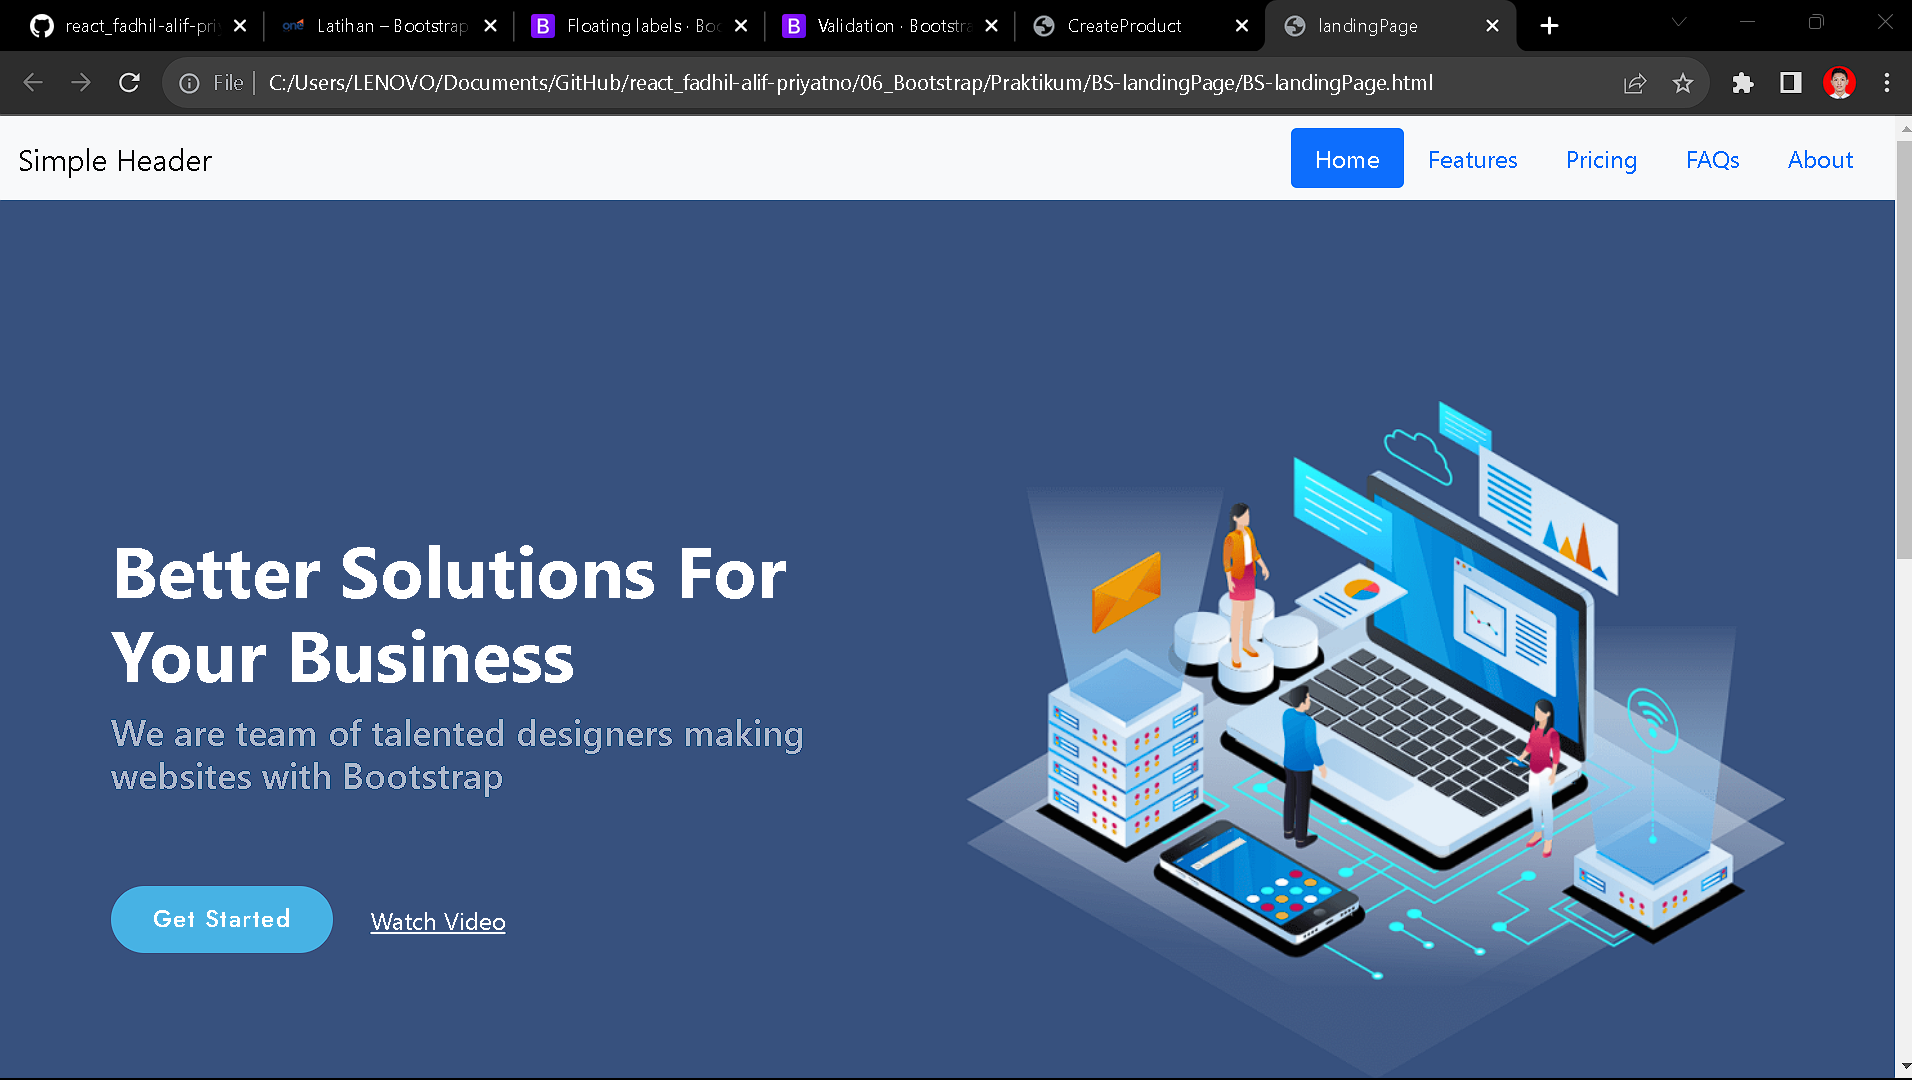 react_fadhil-alif-pri
Latihan – Bootstrap
Floating labels · Boo
Validation · Bootstra
CreateProduct
landingPage
File
C:/Users/LENOVO/Documents/GitHub/react_fadhil-alif-priyatno/06_Bootstrap/Praktikum/BS-landingPage/BS-landingPage.html
Simple Header
Home
Features
Pricing
FAQs
About
Better Solutions For
Your Business
We are team of talented designers making
websites with Bootstrap
Get Started
Watch Video